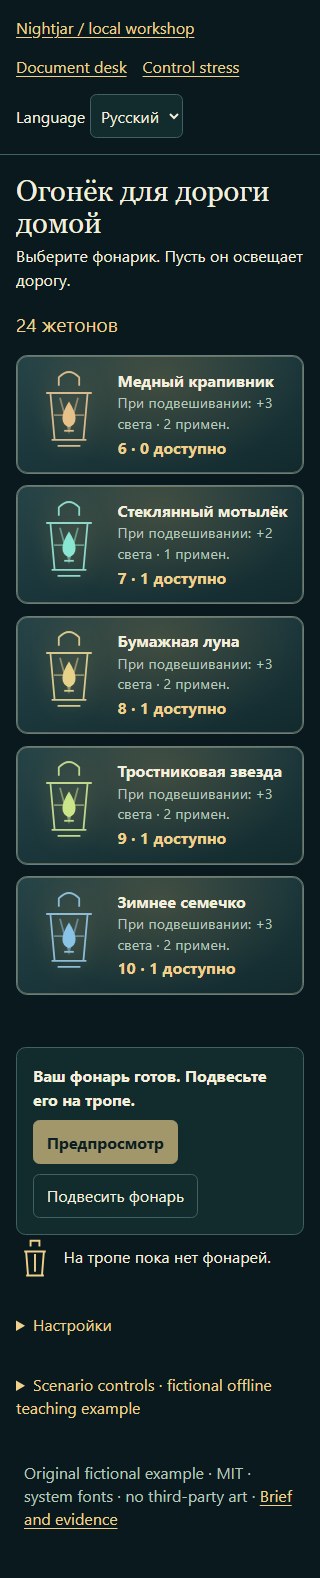 Nightjar / local workshop
Document desk Control stress
Language Русский
Огонёк для дороги
домой
Выберите фонарик. Пусть он освещает
дорогу.
24 жетонов
Медный крапивник
При подвешивании: +3
света · 2 примен.
6 · 0 доступно
Стеклянный мотылёк
При подвешивании: +2
света · 1 примен.
7 · 1 доступно
Бумажная луна
При подвешивании: +3
света · 2 примен.
8 · 1 доступно
Тростниковая звезда
При подвешивании: +3
света · 2 примен.
9 · 1 доступно
Зимнее семечко
При подвешивании: +3
света · 2 примен.
10 · 1 доступно
Ваш фонарь готов. Подвесьте
его на тропе.
Предпросмотр
Подвесить фонарь
На тропе пока нет фонарей.
Настройки
Scenario controls · fictional offline
teaching example
Original fictional example · MIT ·
system fonts · no third-party art · Brief
and evidence